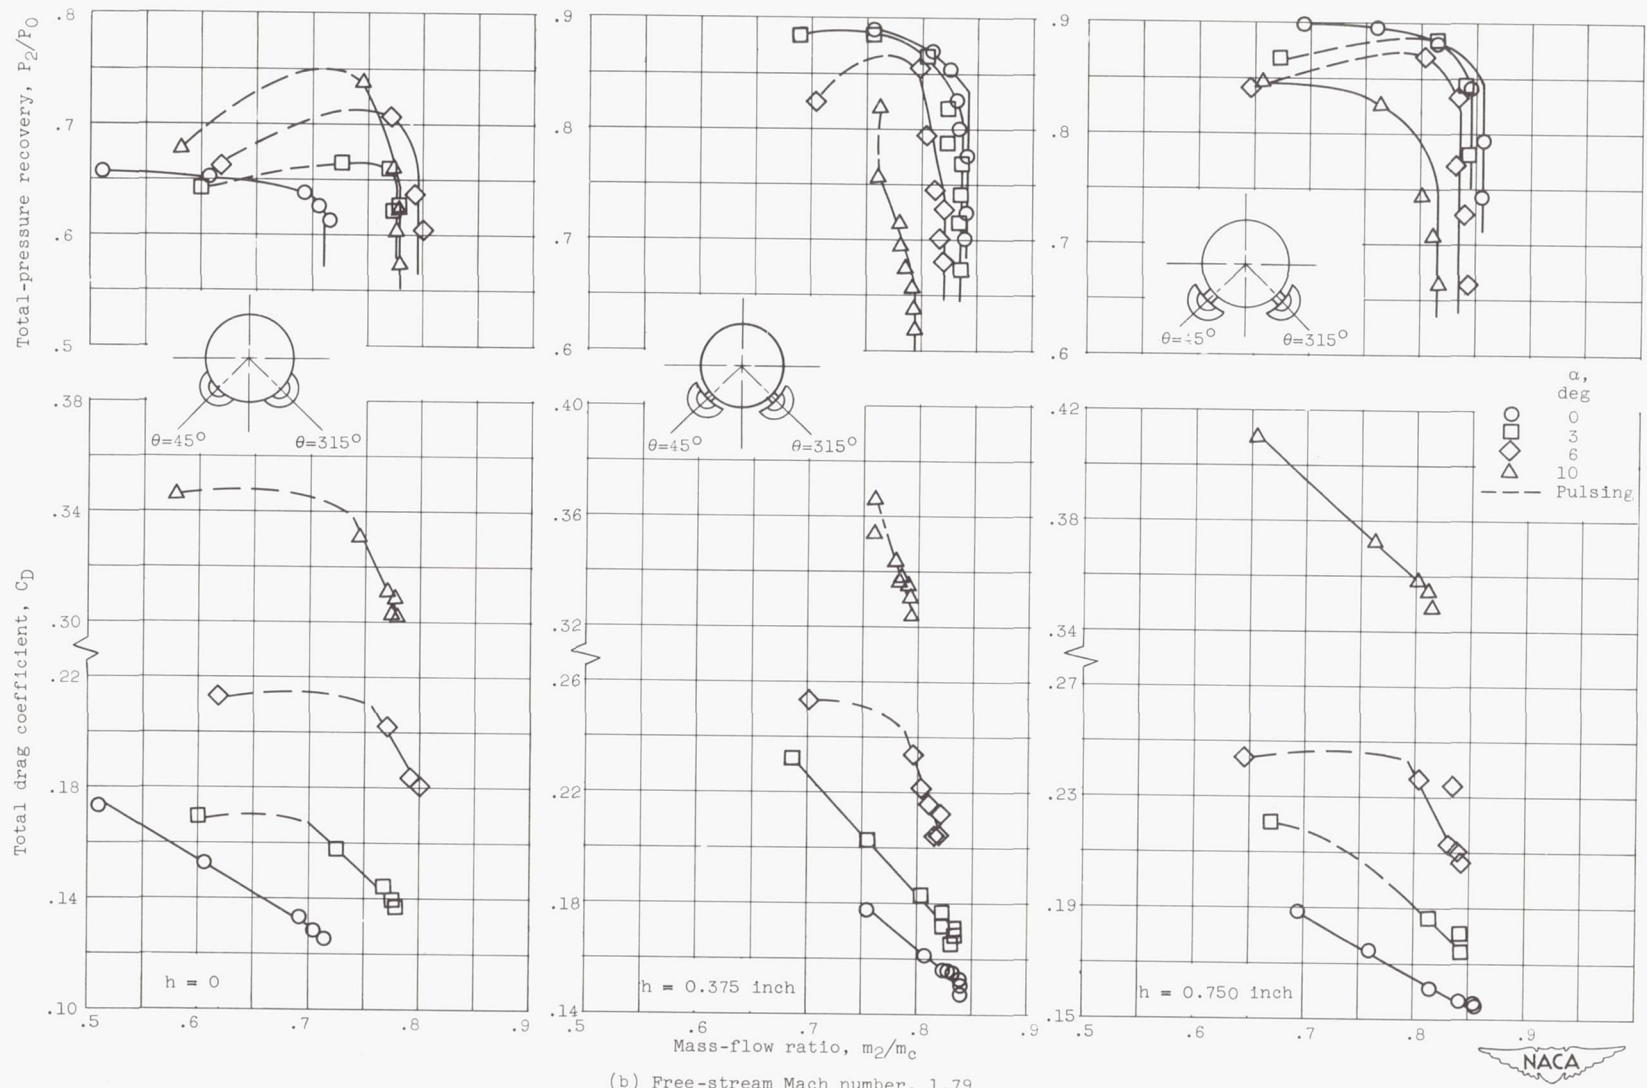 Total-pressure recovery, P2/P0
.8
.7
.6
.5
.9
.8
.7
.6
.9
.8
.7
.6
θ=45°
θ=315°
θ=45°
θ=315°
θ=45°
θ=315°
α,
deg
0
3
6
10
Pulsing
Total drag coefficient, CD
.38
.34
.30
.22
.18
.14
.10
.40
.36
.32
.26
.22
.18
.14
.42
.38
.34
.27
.23
.19
.15
h = 0
h = 0.375 inch
h = 0.750 inch
.5 .6 .7 .8 .9
.5 .6 .7 .8 .9
.5 .6 .7 .8 .9
Mass-flow ratio, m2/mc
NACA
(b) Free-stream Mach number, 1.79